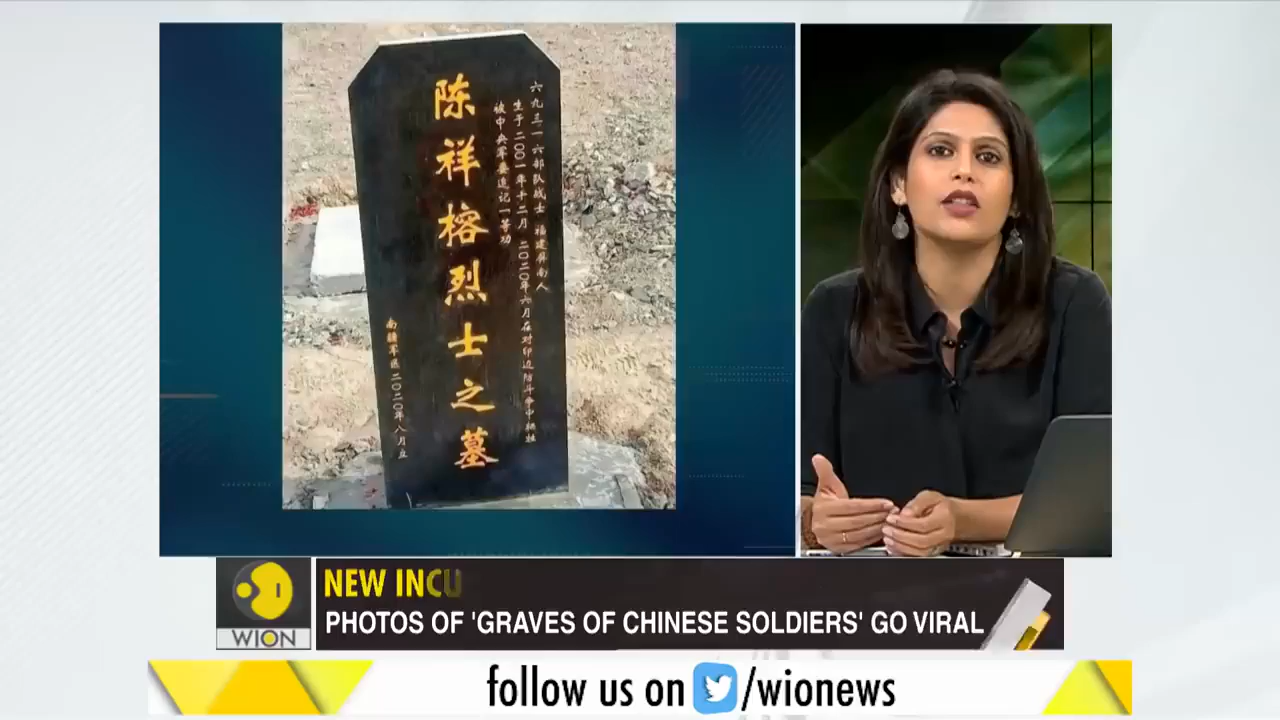 陈祥榕烈士之墓
六九三一六部队战士 福建屏南人
生于二〇〇一年十二月 二〇二〇年六月在对印边防斗争中牺牲
被中央军委追记一等功
南疆军区二〇二〇年八月立
WION
NEW INCU
PHOTOS OF 'GRAVES OF CHINESE SOLDIERS' GO VIRAL
follow us on /wionews